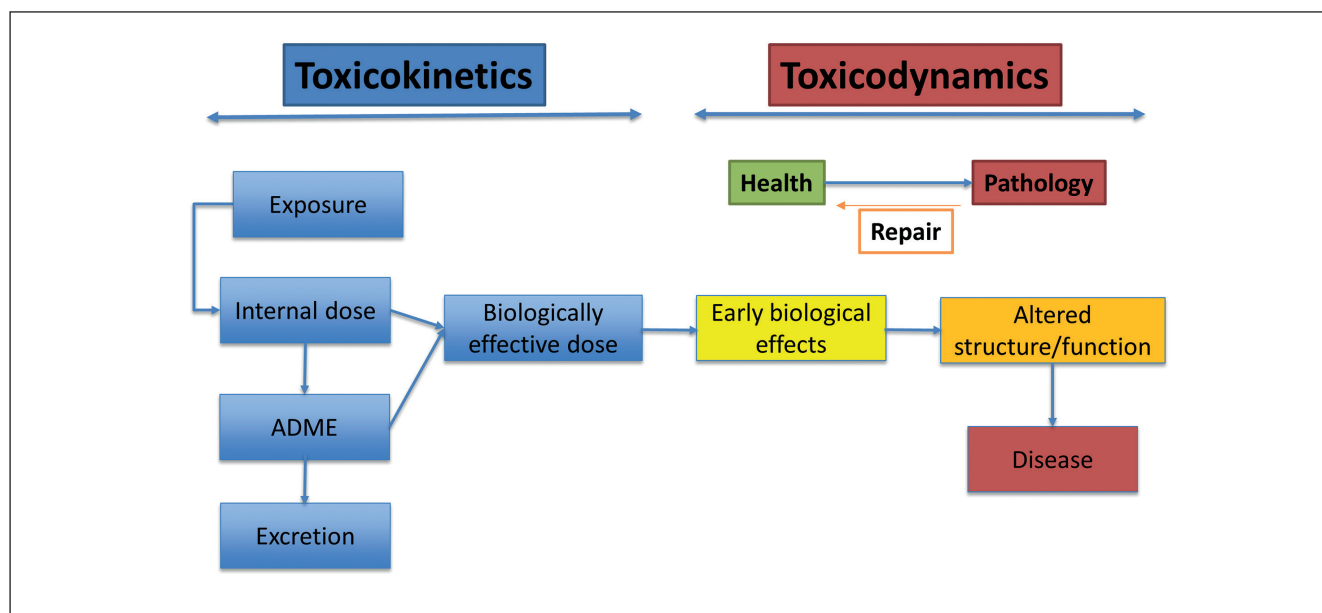 Toxicokinetics
Toxicodynamics
Health
Pathology
Repair
Exposure
Internal dose
Biologically
effective dose
Early biological
effects
Altered
structure/function
ADME
Disease
Excretion